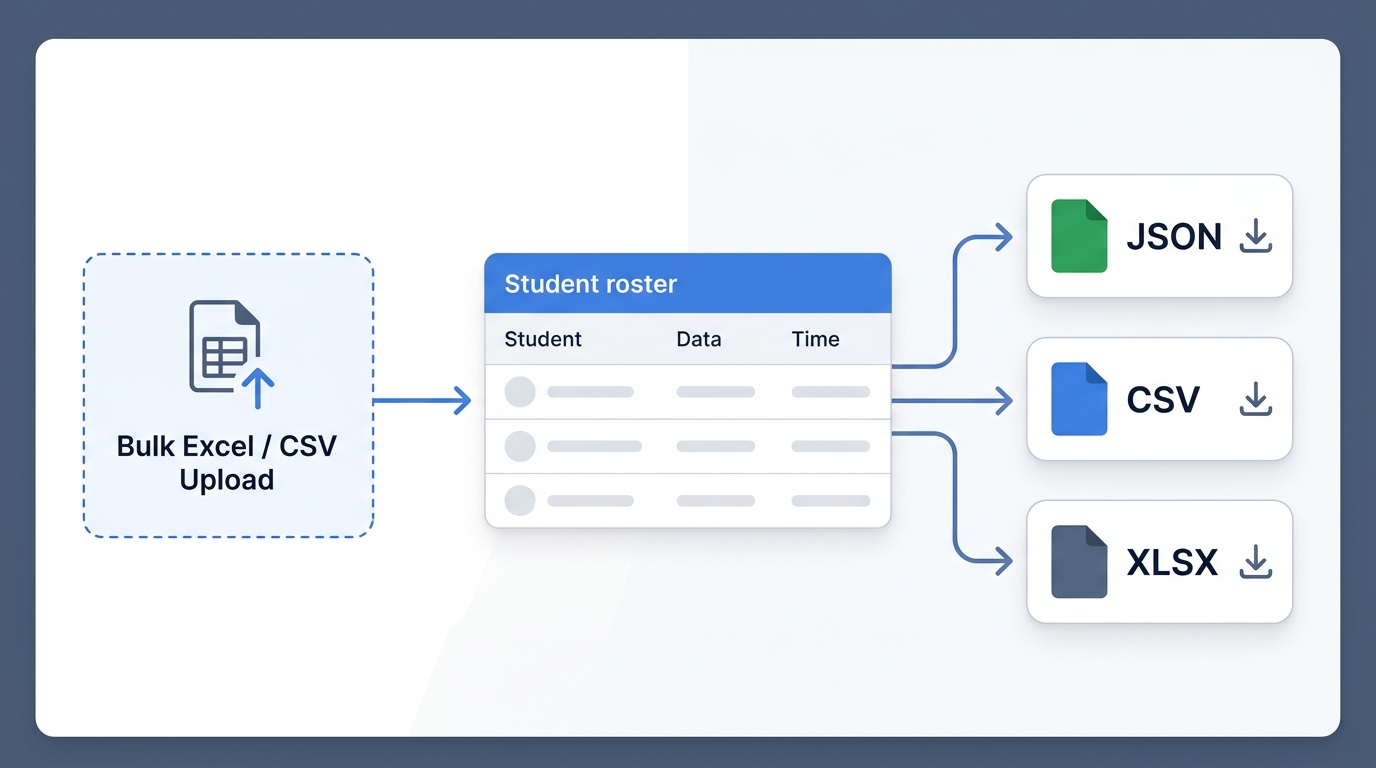 Bulk Excel / CSV
Upload
Student roster
Student Data Time
JSON
CSV
XLSX